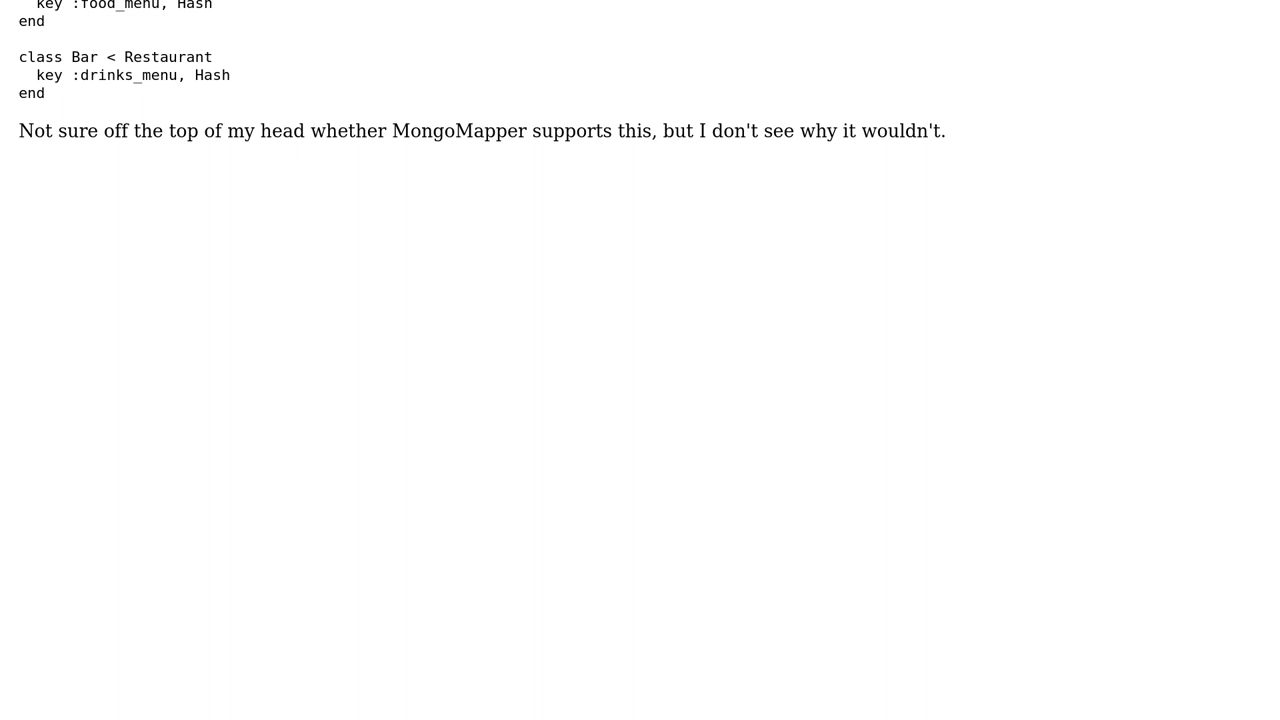 key :food_menu, Hash
end
class Bar < Restaurant
key :drinks_menu, Hash
end
Not sure off the top of my head whether MongoMapper supports this, but I don't see why it wouldn't.